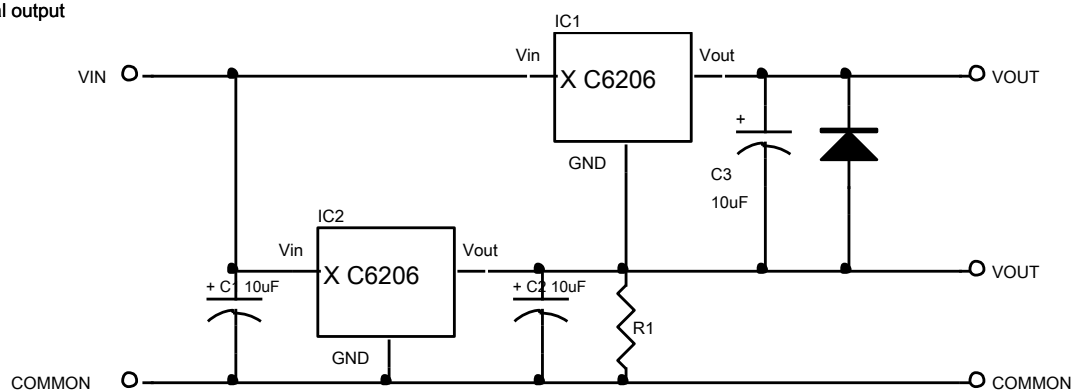 al output
IC1
Vin
Vout
VIN
X C6206
VOUT
+
GND
C3
10uF
IC2
Vin
Vout
X C6206
VOUT
+ C1 10uF
+ C2 10uF
R1
GND
COMMON
COMMON